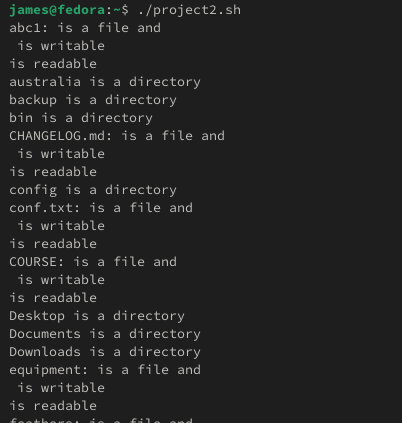 james@fedora:~$ ./project2.sh
abc1: is a file and
 is writable
is readable
australia is a directory
backup is a directory
bin is a directory
CHANGELOG.md: is a file and
 is writable
is readable
config is a directory
conf.txt: is a file and
 is writable
is readable
COURSE: is a file and
 is writable
is readable
Desktop is a directory
Documents is a directory
Downloads is a directory
equipment: is a file and
 is writable
is readable
is a file and